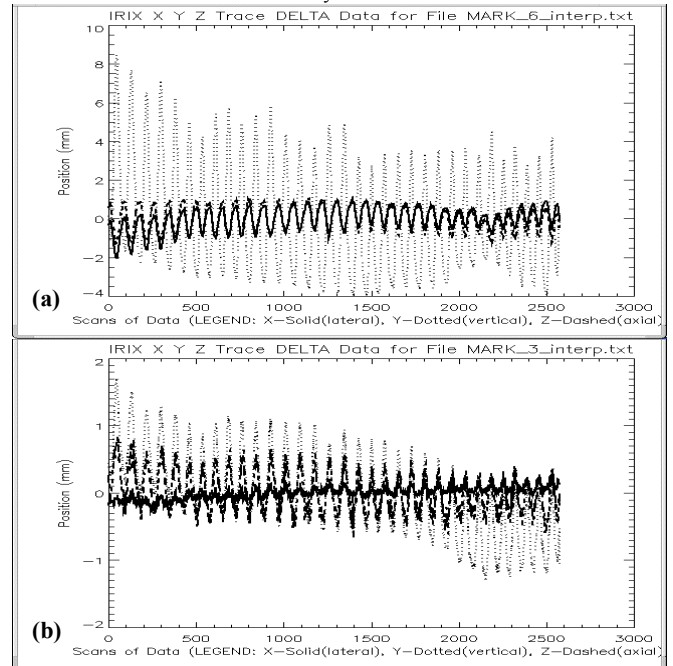 IRIX X Y Z Trace DELTA Data for File MARK_6_interp.txt
10
8
6
4
2
0
−2
−4
Position (mm)
(a)
0 500 1000 1500 2000 2500 3000
Scans of Data (LEGEND: X-Solid(lateral), Y-Dotted(vertical), Z-Dashed(axial)
IRIX X Y Z Trace DELTA Data for File MARK_3_interp.txt
2
1
0
−1
−2
Position (mm)
(b)
0 500 1000 1500 2000 2500 3000
Scans of Data (LEGEND: X-Solid(lateral), Y-Dotted(vertical), Z-Dashed(axial)